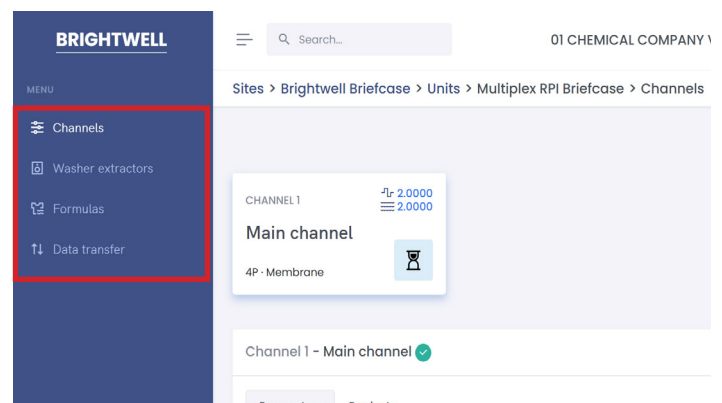 BRIGHTWELL
Search...
01 CHEMICAL COMPANY
MENU
Sites > Brightwell Briefcase > Units > Multiplex RPI Briefcase > Channels
Channels
Washer extractors
Formulas
Data transfer
CHANNEL 1
2.0000
2.0000
Main channel
4P · Membrane
Channel 1 - Main channel